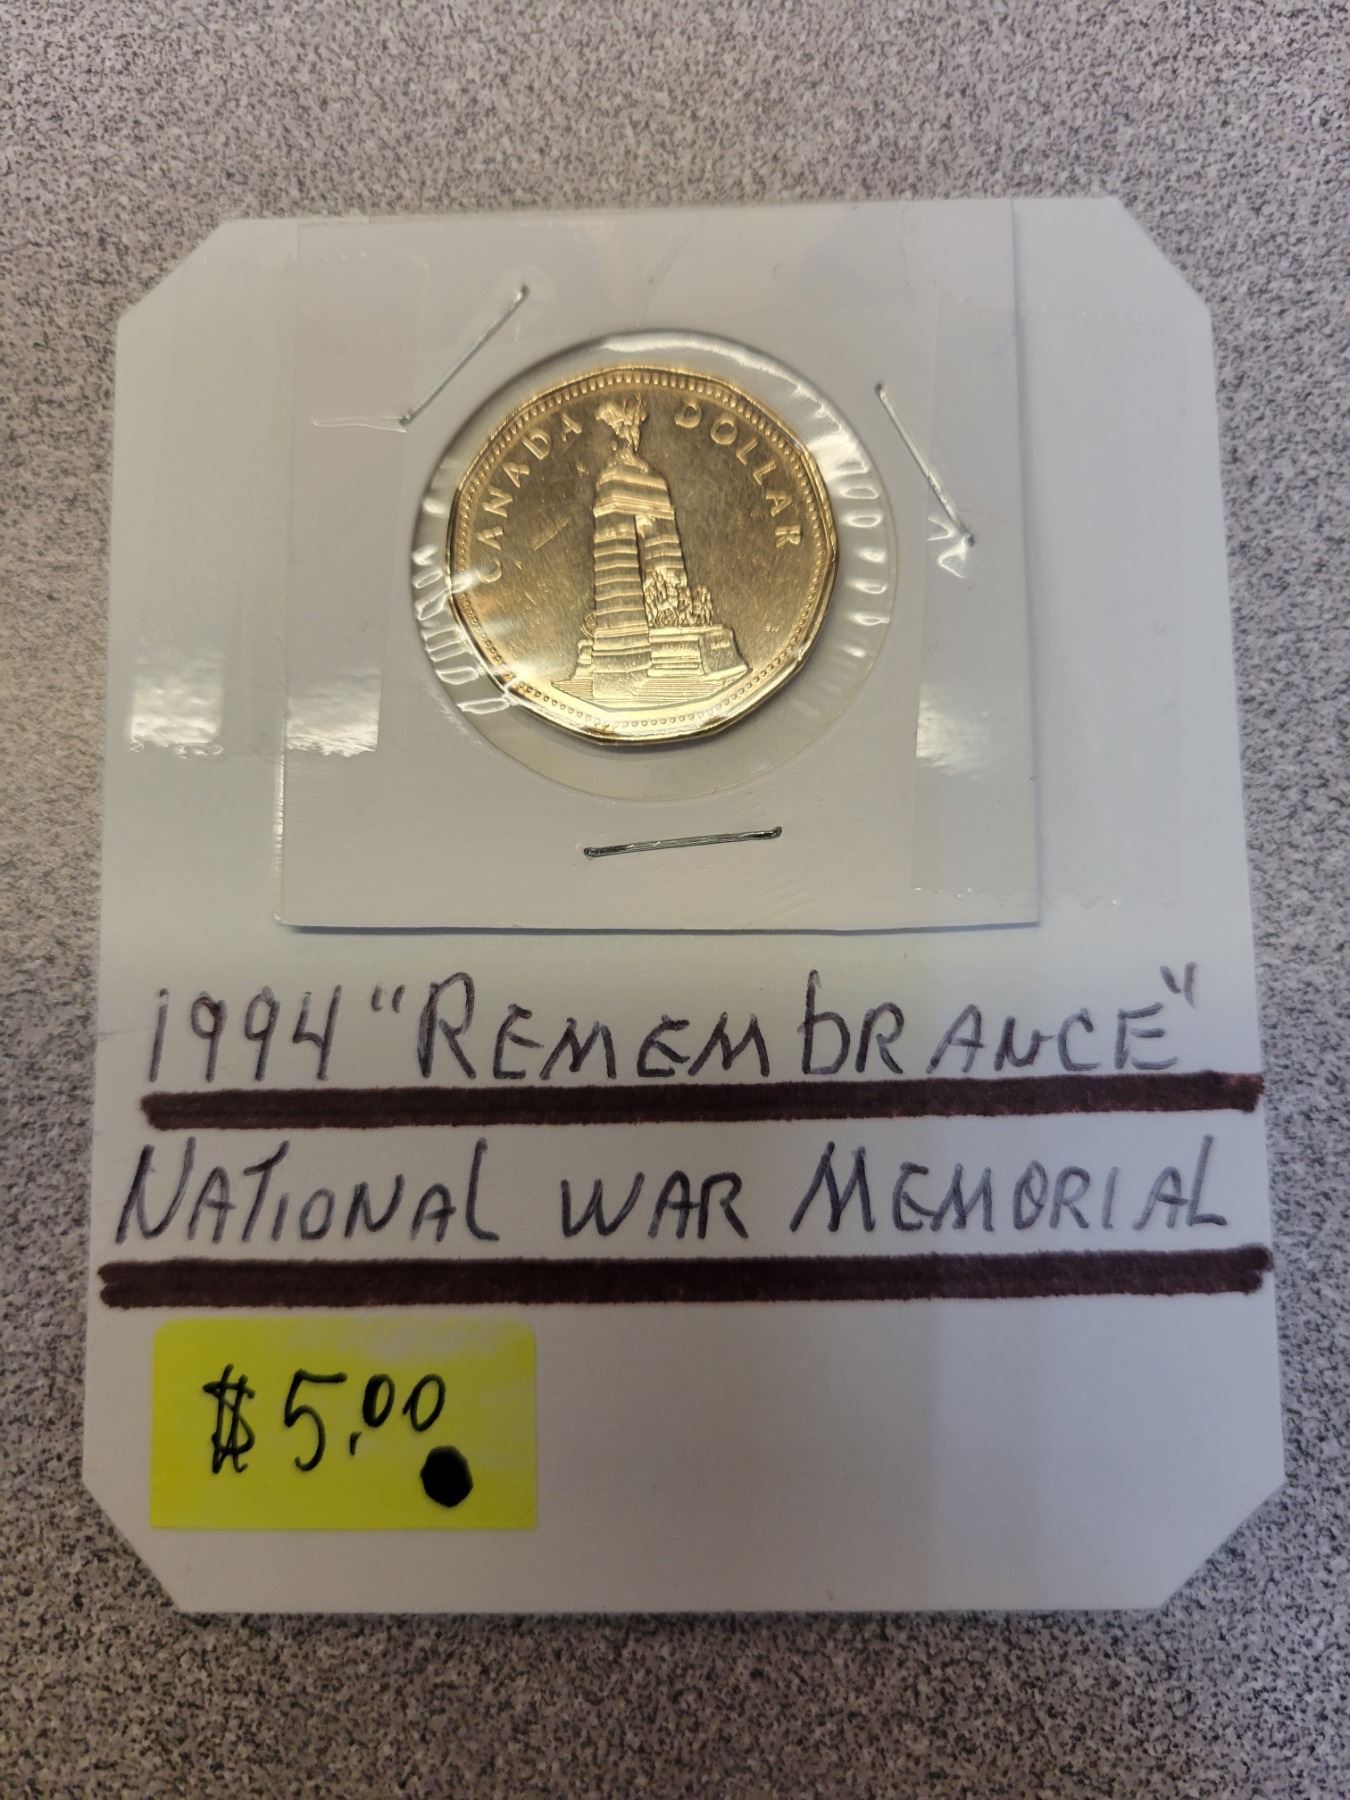 CANADA DOLLAR
1994 "REMEMbRANCE"
NATIONAL WAR MEMORIAL
$5.00